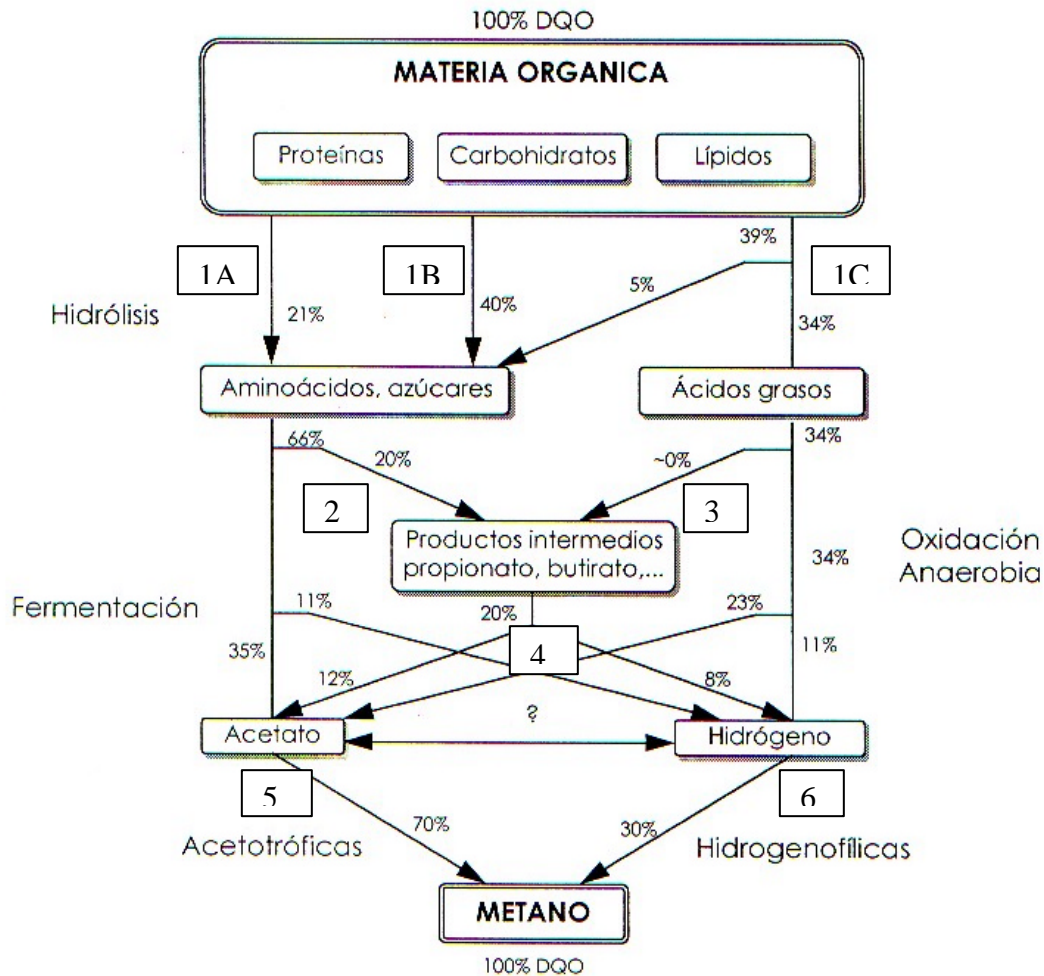 100% DQO
MATERIA ORGANICA
Proteínas
Carbohidratos
Lípidos
39%
1A
1B
1C
5%
Hidrólisis
21%
40%
34%
Aminoácidos, azúcares
Ácidos grasos
66%
34%
20%
~0%
2
3
Productos intermedios
propionato, butirato,...
34%
Oxidación
Anaerobia
Fermentación
11%
20%
23%
35%
4
11%
12%
8%
?
Acetato
Hidrógeno
5
6
70%
30%
Acetotróficas
Hidrogenofílicas
METANO
100% DQO